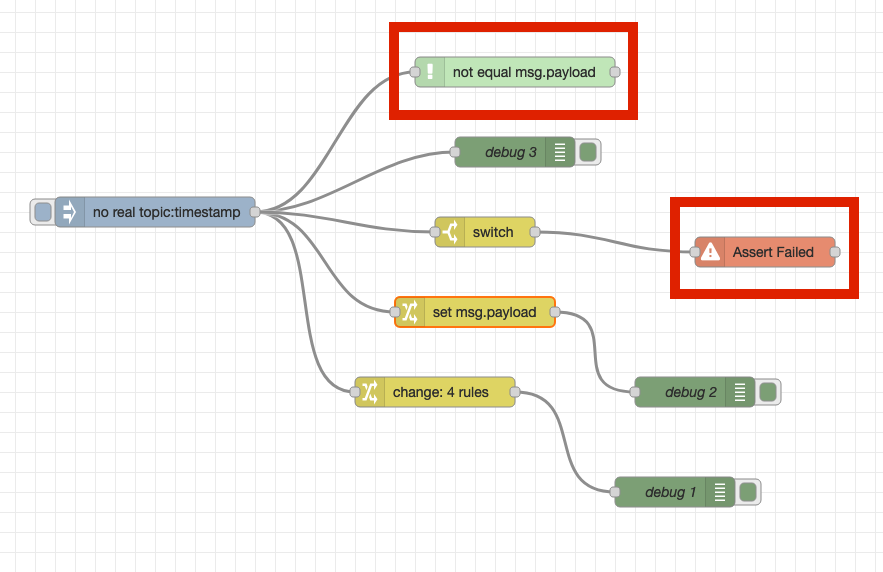 not equal msg.payload
debug 3
no real topic:timestamp
switch
Assert Failed
set msg.payload
change: 4 rules
debug 2
debug 1